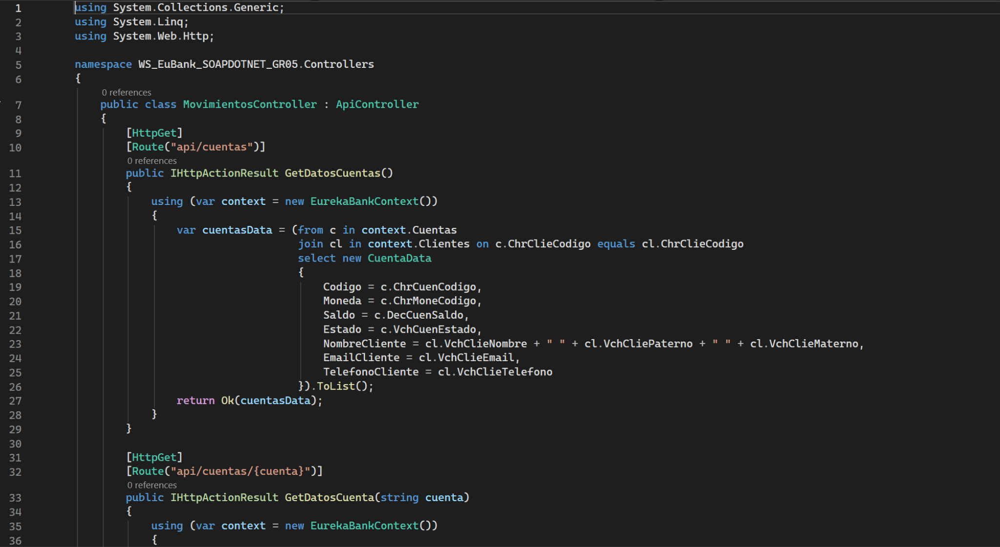 1 using System.Collections.Generic;
2 using System.Linq;
3 using System.Web.Http;
4
5 namespace WS_EuBank_SOAPDOTNET_GR05.Controllers
6 {
0 references
7 public class MovimientosController : ApiController
8 {
9 [HttpGet]
10 [Route("api/cuentas")]
0 references
11 public IHttpActionResult GetDatosCuentas()
12 {
13 using (var context = new EurekaBankContext())
14 {
15 var cuentasData = (from c in context.Cuentas
16 join cl in context.Clientes on c.ChrClieCodigo equals cl.ChrClieCodigo
17 select new CuentaData
18 {
19 Codigo = c.ChrCuenCodigo,
20 Moneda = c.ChrMoneCodigo,
21 Saldo = c.DecCuenSaldo,
22 Estado = c.VchCuenEstado,
23 NombreCliente = cl.VchClieNombre + " " + cl.VchCliePaterno + " " + cl.VchClieMaterno,
24 EmailCliente = cl.VchClieEmail,
25 TelefonoCliente = cl.VchClieTelefono
26 }).ToList();
27 return Ok(cuentasData);
28 }
29 }
30
31 [HttpGet]
32 [Route("api/cuentas/{cuenta}")]
0 references
33 public IHttpActionResult GetDatosCuenta(string cuenta)
34 {
35 using (var context = new EurekaBankContext())
36 {